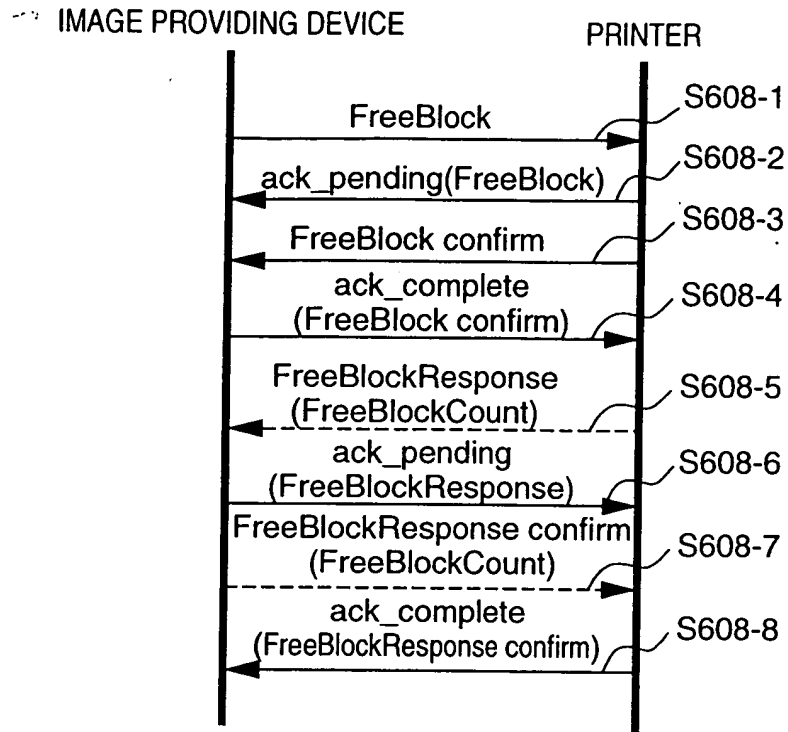 IMAGE PROVIDING DEVICE
PRINTER
FreeBlock
S608-1
ack_pending(FreeBlock)
S608-2
FreeBlock confirm
S608-3
ack_complete
(FreeBlock confirm)
S608-4
FreeBlockResponse
(FreeBlockCount)
S608-5
ack_pending
(FreeBlockResponse)
S608-6
FreeBlockResponse confirm
(FreeBlockCount)
S608-7
ack_complete
(FreeBlockResponse confirm)
S608-8